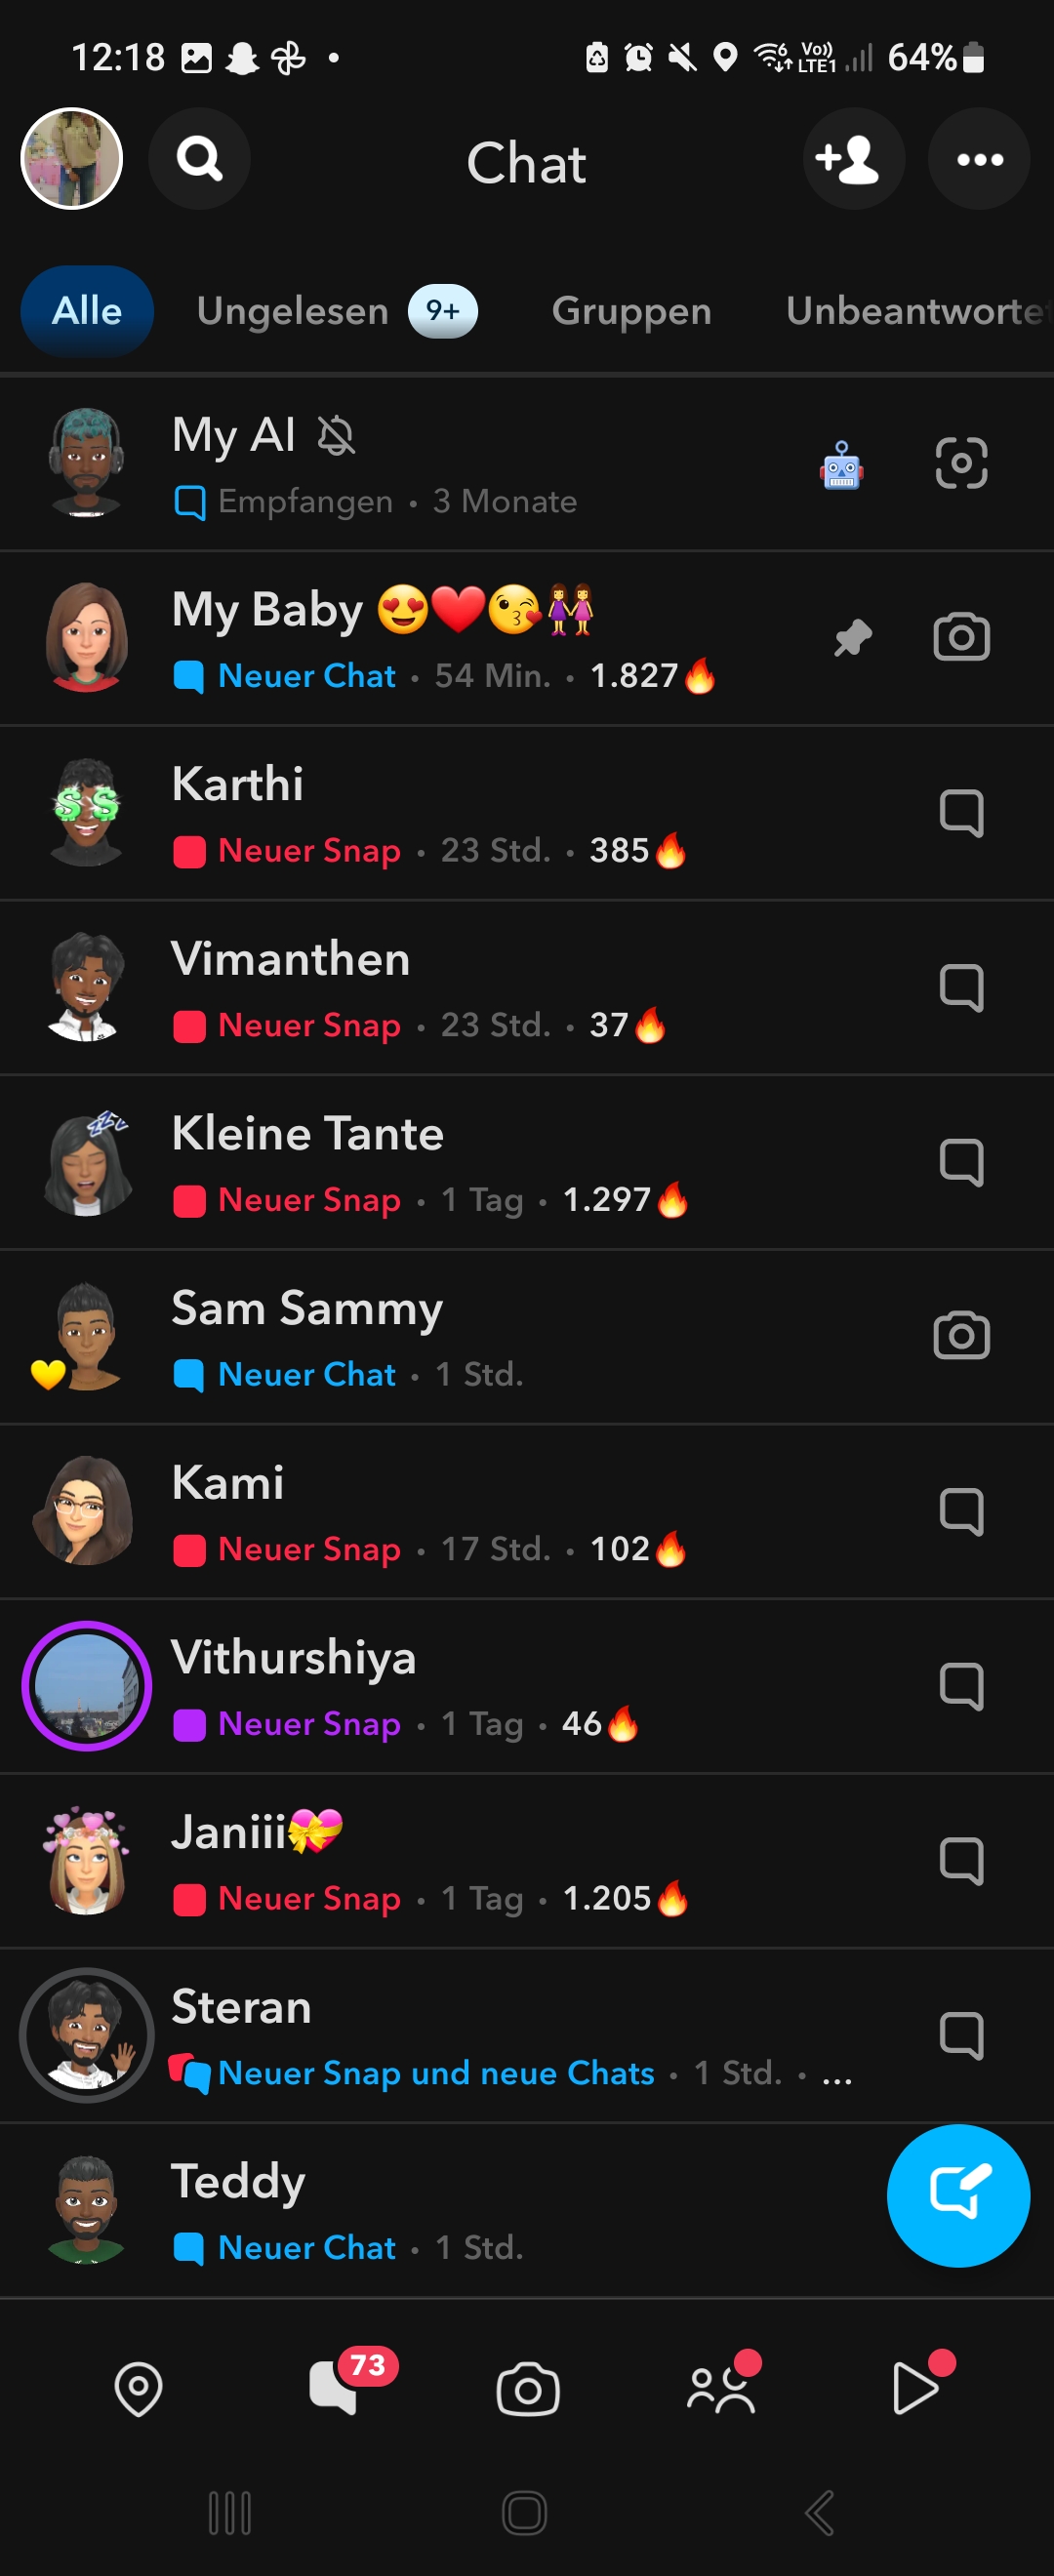 12:18 Vo)) LTE1 64%
Chat
Alle Ungelesen 9+ Gruppen Unbeantwortet
My AI
Empfangen • 3 Monate
My Baby 😍❤️😘👭
Neuer Chat • 54 Min. • 1.827🔥
Karthi
Neuer Snap • 23 Std. • 385🔥
Vimanthen
Neuer Snap • 23 Std. • 37🔥
Kleine Tante
Neuer Snap • 1 Tag • 1.297🔥
Sam Sammy
Neuer Chat • 1 Std.
Kami
Neuer Snap • 17 Std. • 102🔥
Vithurshiya
Neuer Snap • 1 Tag • 46🔥
Janiii💝
Neuer Snap • 1 Tag • 1.205🔥
Steran
Neuer Snap und neue Chats • 1 Std. • ...
Teddy
Neuer Chat • 1 Std.
73